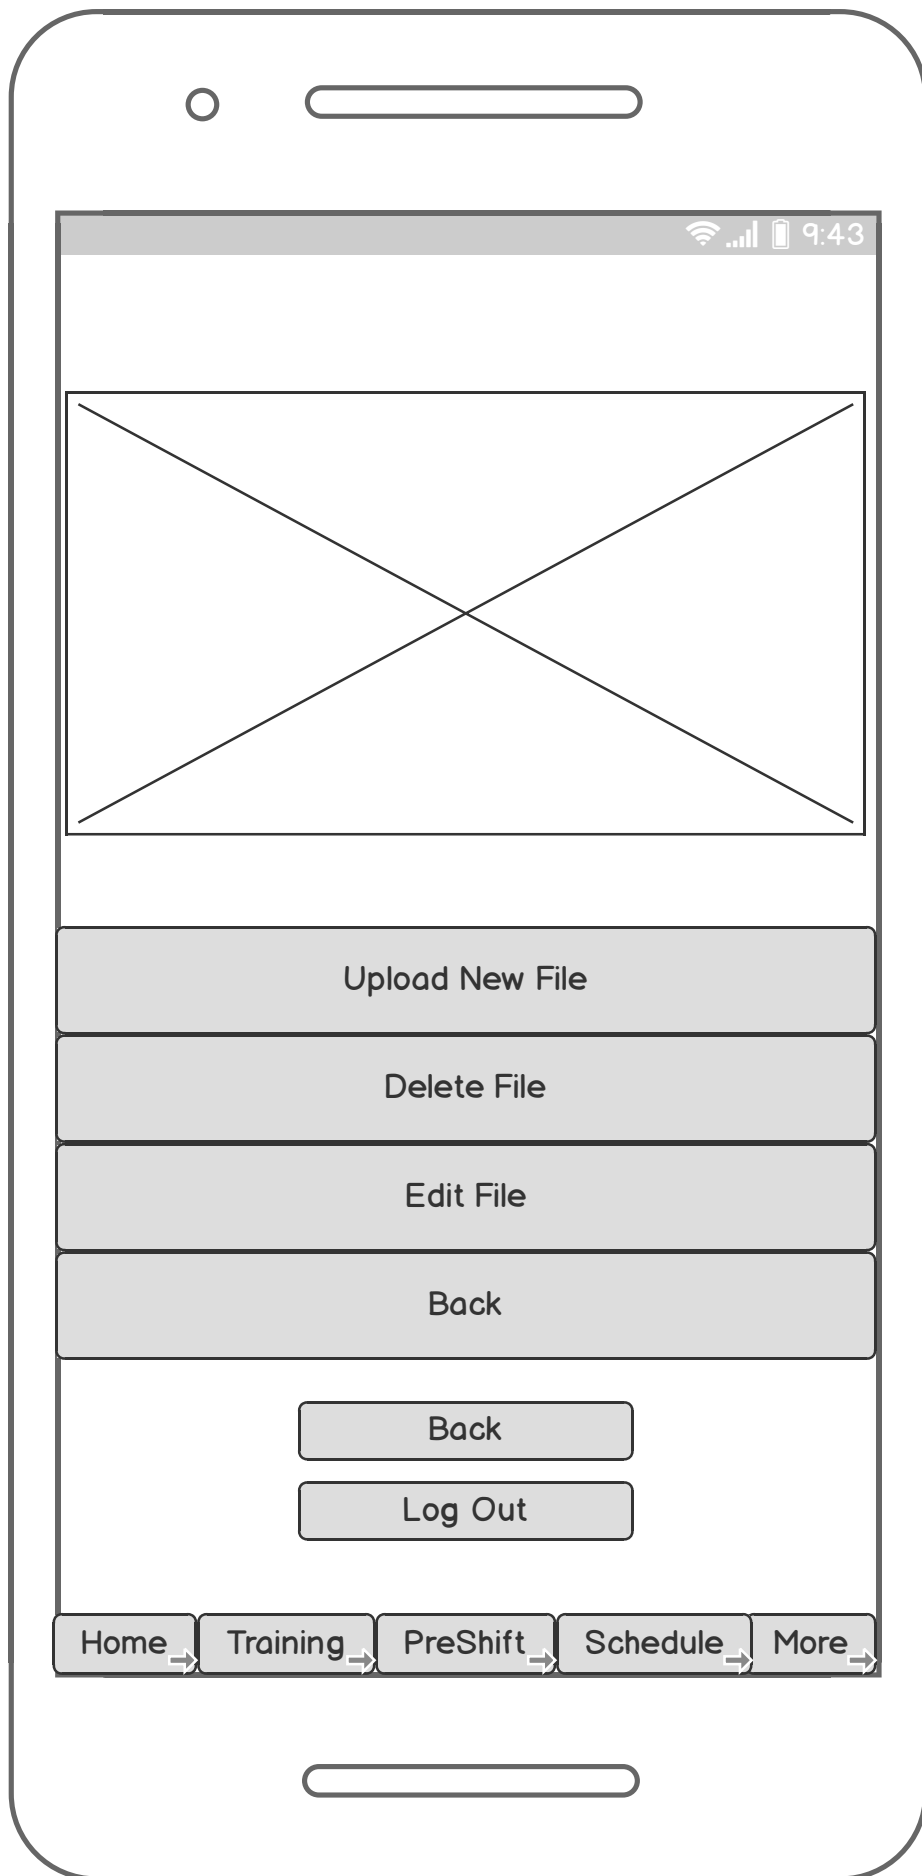 9:43
Upload New File
Delete File
Edit File
Back
Back
Log Out
Home Training PreShift Schedule More